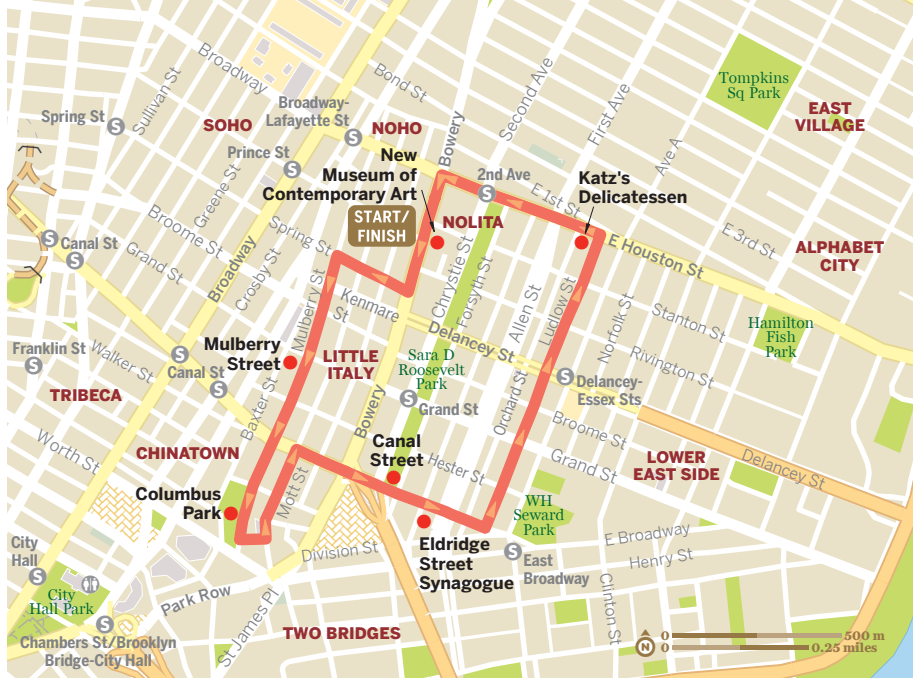 Broadway
Bond St
Second Ave
First Ave
Tompkins
Sq Park
EAST
VILLAGE
Sullivan St
Spring St
S
SOHO
Broadway-
Lafayette St
S
NOHO
Bowery
Ave A
Prince St
S
New
Museum of
Contemporary Art
2nd Ave
S
E 1st St
Katz's
Delicatessen
Greene St
START/
FINISH
NOLITA
E 3rd St
ALPHABET
CITY
Broome St
Spring St
Canal St
S
S
Grand St
Broadway
Crosby St
Chrystie St
Forsyth St
E Houston St
Mulberry St
Kenmare
St
Allen St
Ludlow St
Norfolk St
Stanton St
Hamilton
Fish
Park
Delancey St
Rivington St
Franklin St
S
Walker St
S
Canal St
S
Mulberry
Street
LITTLE
ITALY
Sara D
Roosevelt
Park
S
Grand St
Orchard St
S
Delancey-
Essex Sts
TRIBECA
Baxter St
Bowery
Broome St
Worth St
CHINATOWN
Canal
Street
Hester St
Grand St
LOWER
EAST SIDE
Delancey St
Mott St
Columbus
Park
WH
Seward
Park
City
Hall
S
Division St
Eldridge
Street
Synagogue
S
East
Broadway
E Broadway
Henry St
City
Hall Park
Park Row
Clinton St
S
Chambers St/Brooklyn
Bridge-City Hall
St James Pl
TWO BRIDGES
N
0 500 m
0 0.25 miles